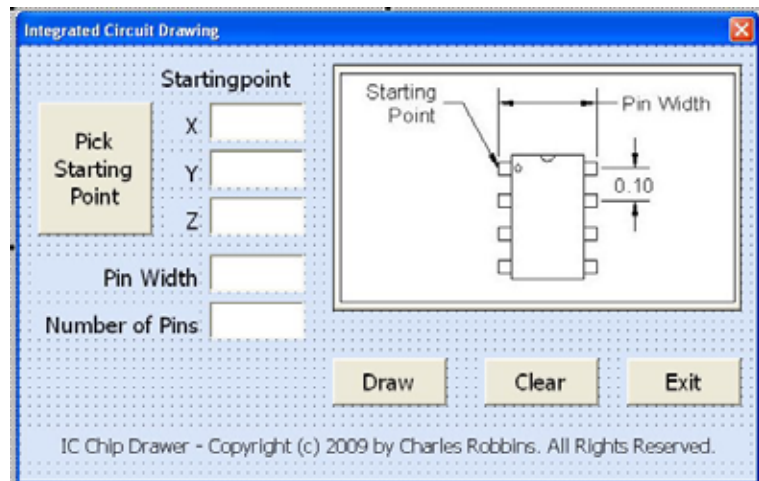 Integrated Circuit Drawing
Startingpoint
Pick
Starting
Point
X
Y
Z
Pin Width
Number of Pins
Starting
Point
Pin Width
0.10
Draw
Clear
Exit
IC Chip Drawer - Copyright (c) 2009 by Charles Robbins. All Rights Reserved.